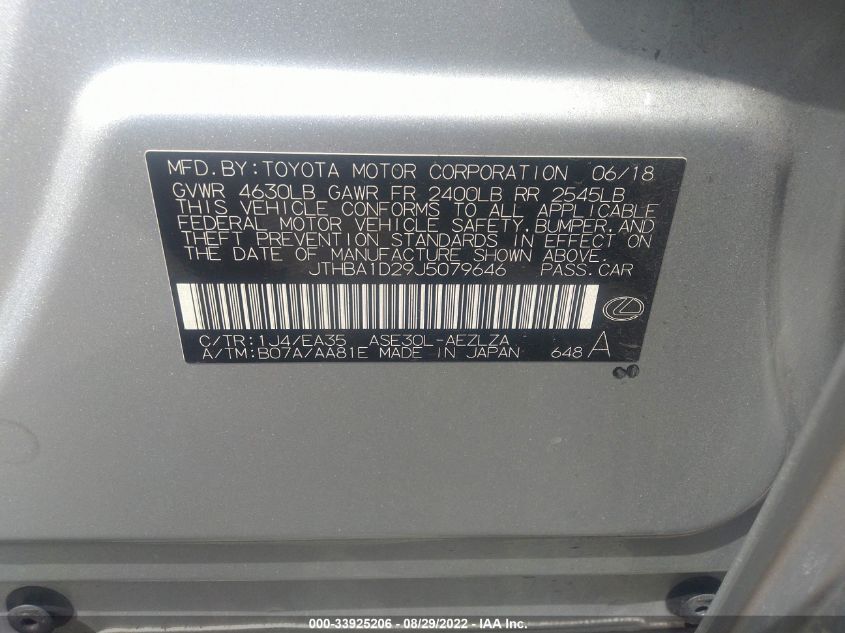 MFD.BY:TOYOTA MOTOR CORPORATION 06/18
GVWR 4630LB GAWR FR 2400LB RR 2545LB
THIS VEHICLE CONFORMS TO ALL APPLICABLE
FEDERAL MOTOR VEHICLE SAFETY,BUMPER,AND
THEFT PREVENTION STANDARDS IN EFFECT ON
THE DATE OF MANUFACTURE SHOWN ABOVE.
JTHBA1D29J5079646 PASS.CAR
C/TR:1J4/EA35 ASE30L-AEZLZA
A/TM:B07A/AA81E MADE IN JAPAN 648 A
000-33925206 - 08/29/2022 - IAA Inc.